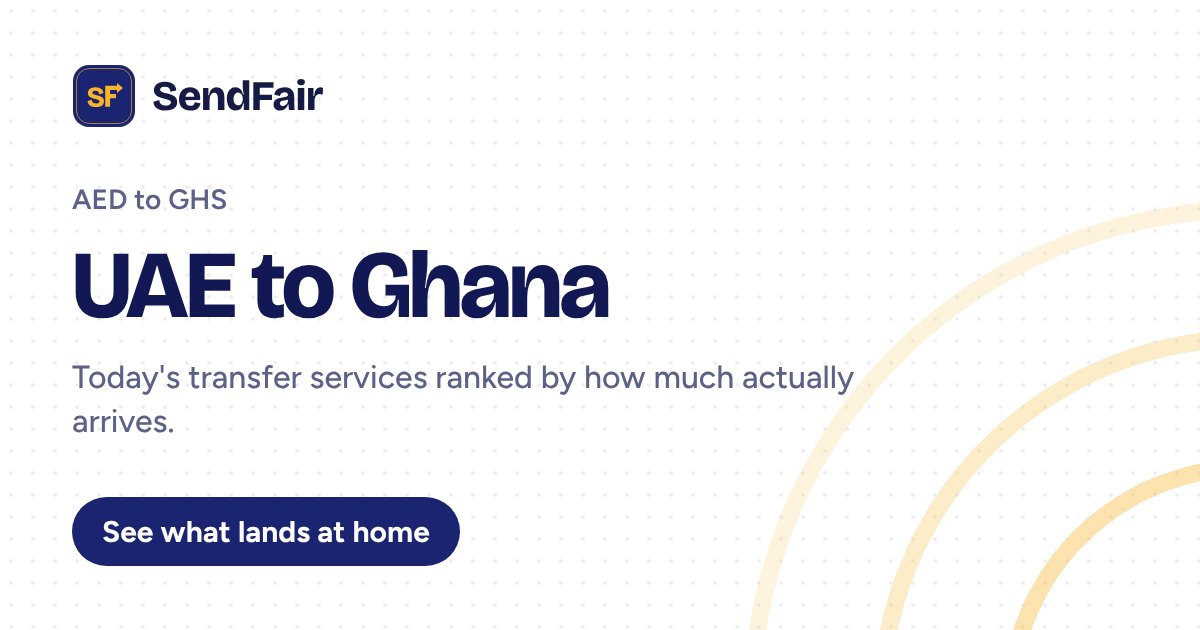 SF
SendFair
AED to GHS
UAE to Ghana
Today's transfer services ranked by how much actually
arrives.
See what lands at home